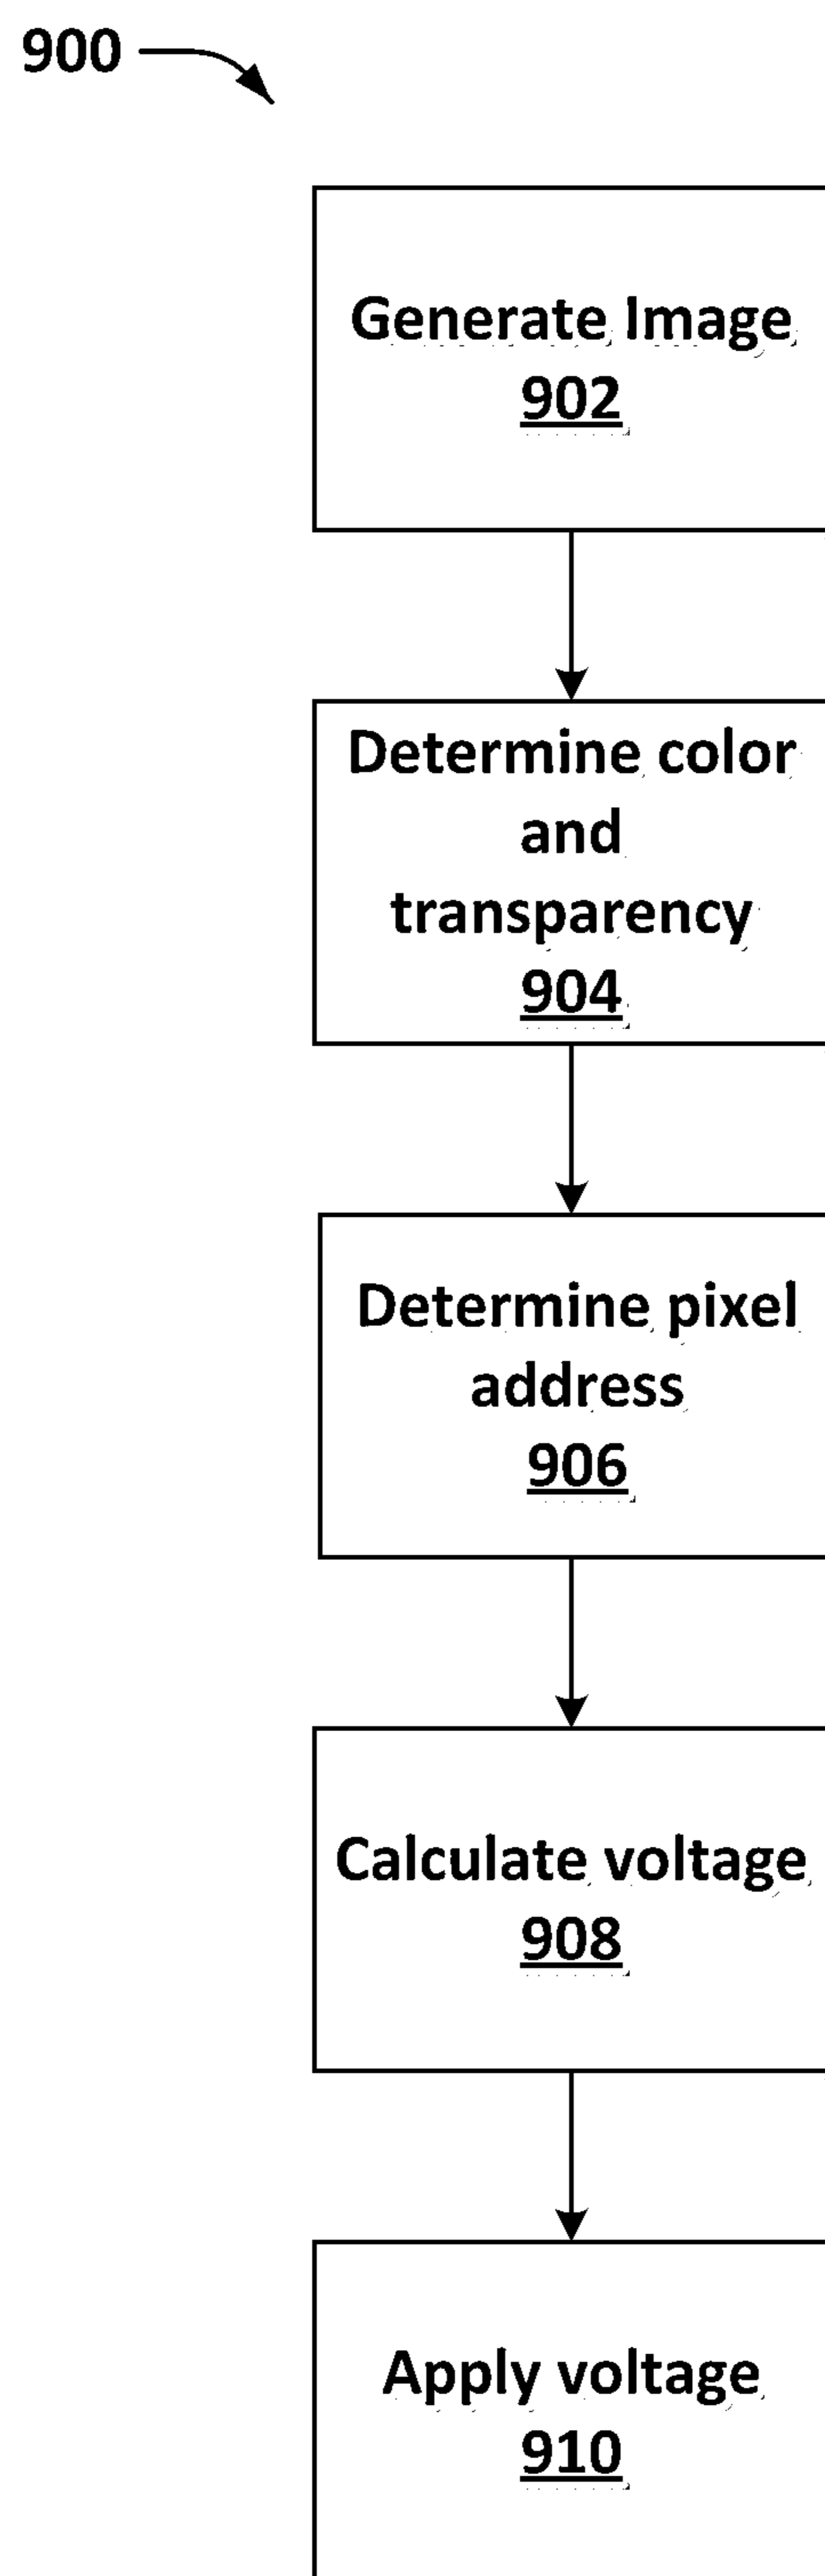 900
Generate Image
902
Determine color
and
transparency
904
Determine pixel
address
906
Calculate voltage
908
Apply voltage
910